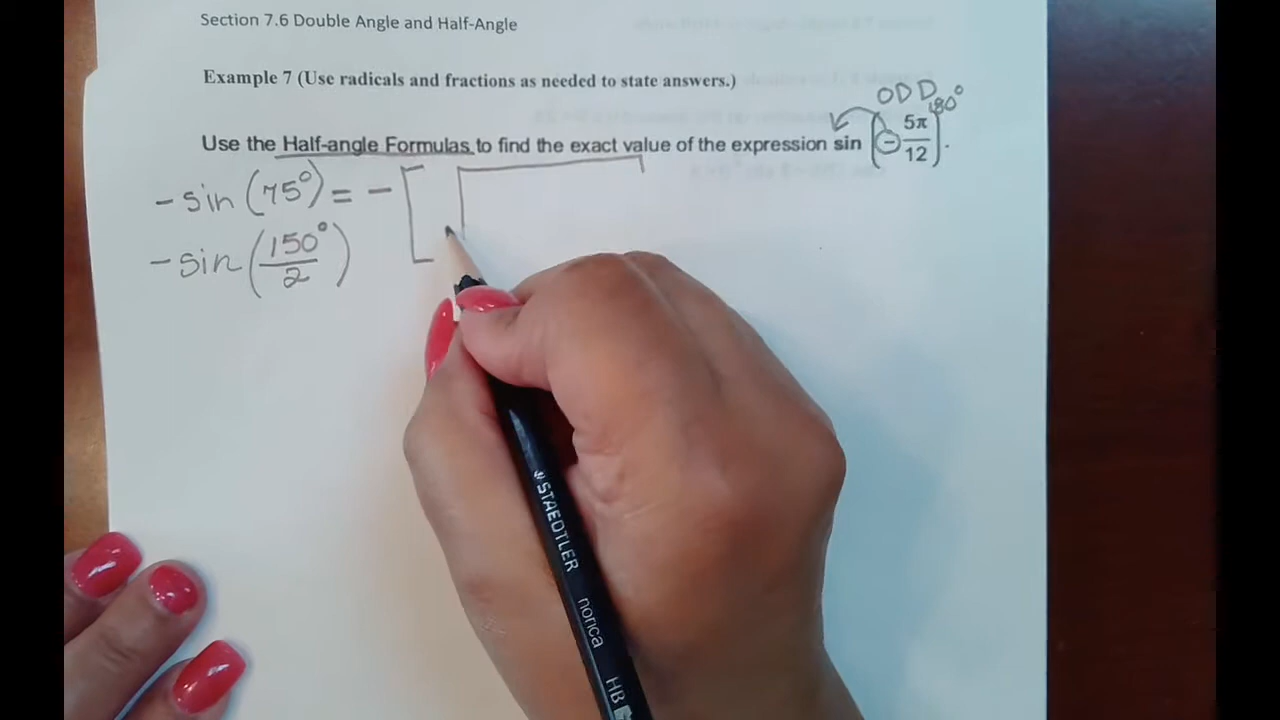 Section 7.6 Double Angle and Half-Angle
Example 7 (Use radicals and fractions as needed to state answers.)
ODD
180°
Use the Half-angle Formulas to find the exact value of the expression sin (− 5π/12).
-sin(75°) = -[
-sin(150°/2)
STAEDTLER norica HB